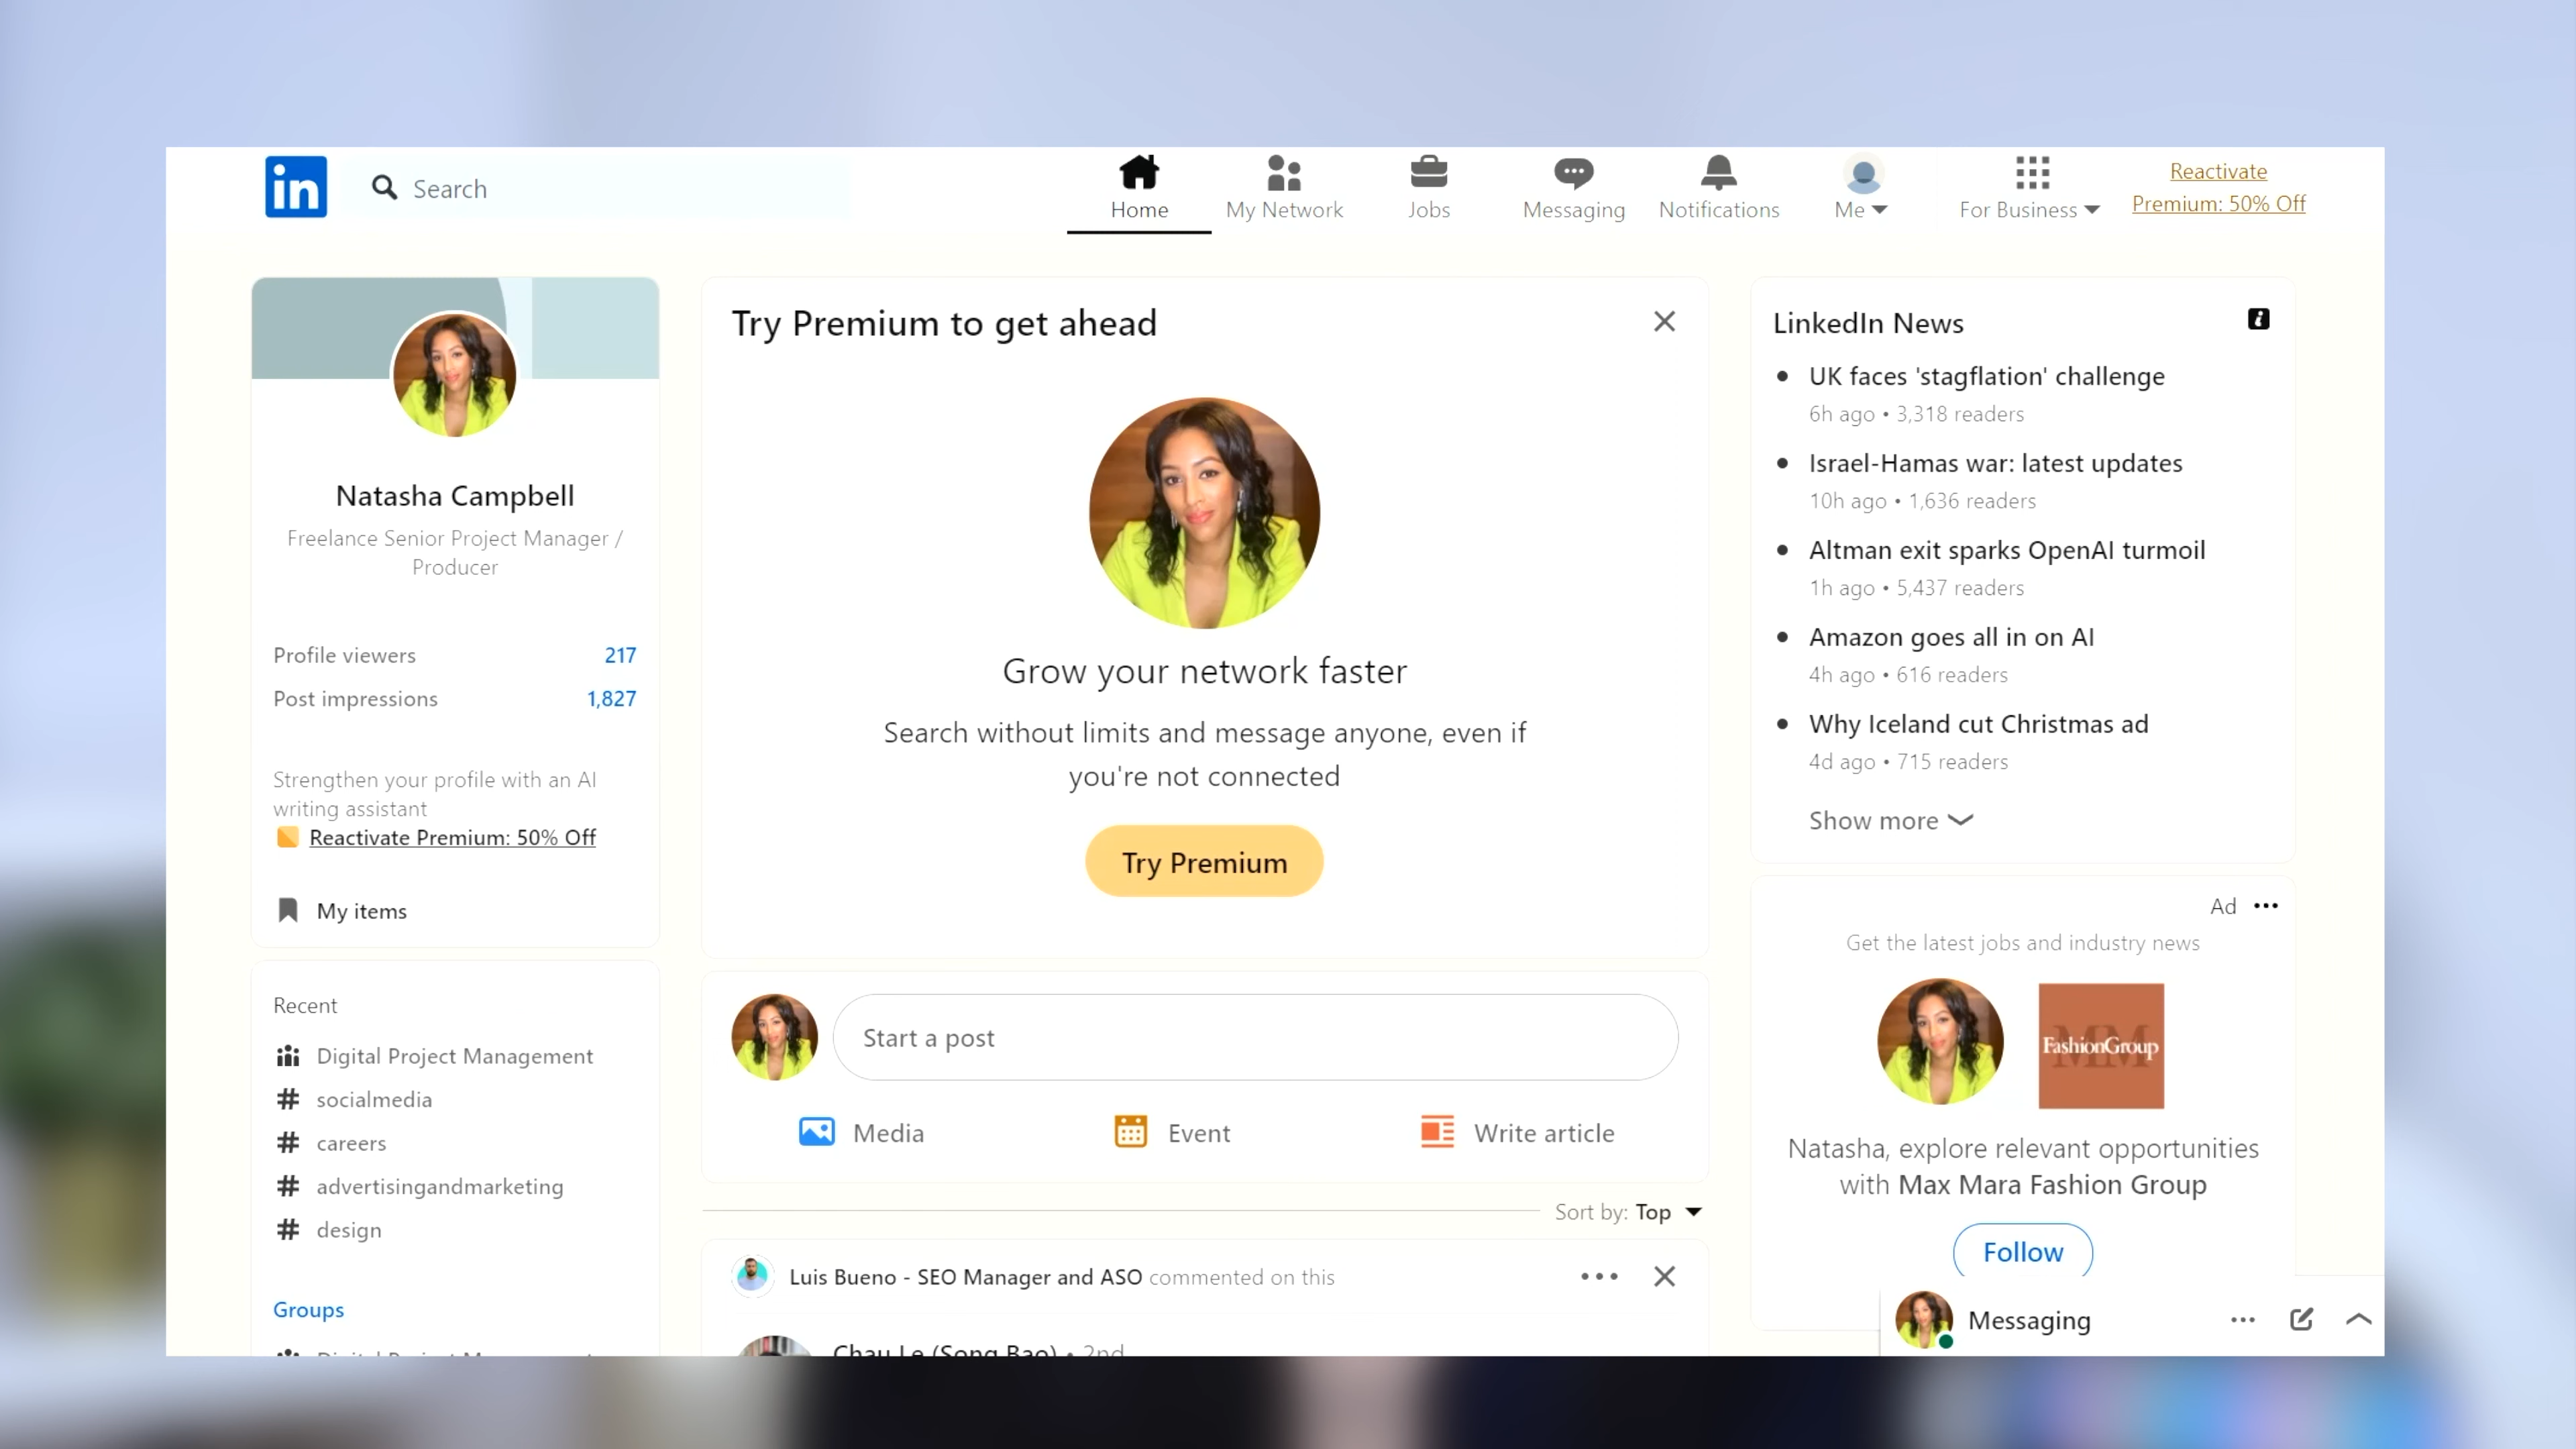 in
Search
Home
My Network
Jobs
Messaging
Notifications
Me
For Business
Reactivate
Premium: 50% Off
Natasha Campbell
Freelance Senior Project Manager /
Producer
Profile viewers 217
Post impressions 1,827
Strengthen your profile with an AI
writing assistant
Reactivate Premium: 50% Off
My items
Recent
Digital Project Management
# socialmedia
# careers
# advertisingandmarketing
# design
Groups
Try Premium to get ahead
Grow your network faster
Search without limits and message anyone, even if
you're not connected
Try Premium
Start a post
Media
Event
Write article
Sort by: Top
Luis Bueno - SEO Manager and ASO commented on this
Chau Le (Song Bao) • 2nd
LinkedIn News
UK faces 'stagflation' challenge
6h ago • 3,318 readers
Israel-Hamas war: latest updates
10h ago • 1,636 readers
Altman exit sparks OpenAI turmoil
1h ago • 5,437 readers
Amazon goes all in on AI
4h ago • 616 readers
Why Iceland cut Christmas ad
4d ago • 715 readers
Show more
Ad
Get the latest jobs and industry news
MM
FashionGroup
Natasha, explore relevant opportunities
with Max Mara Fashion Group
Follow
Messaging